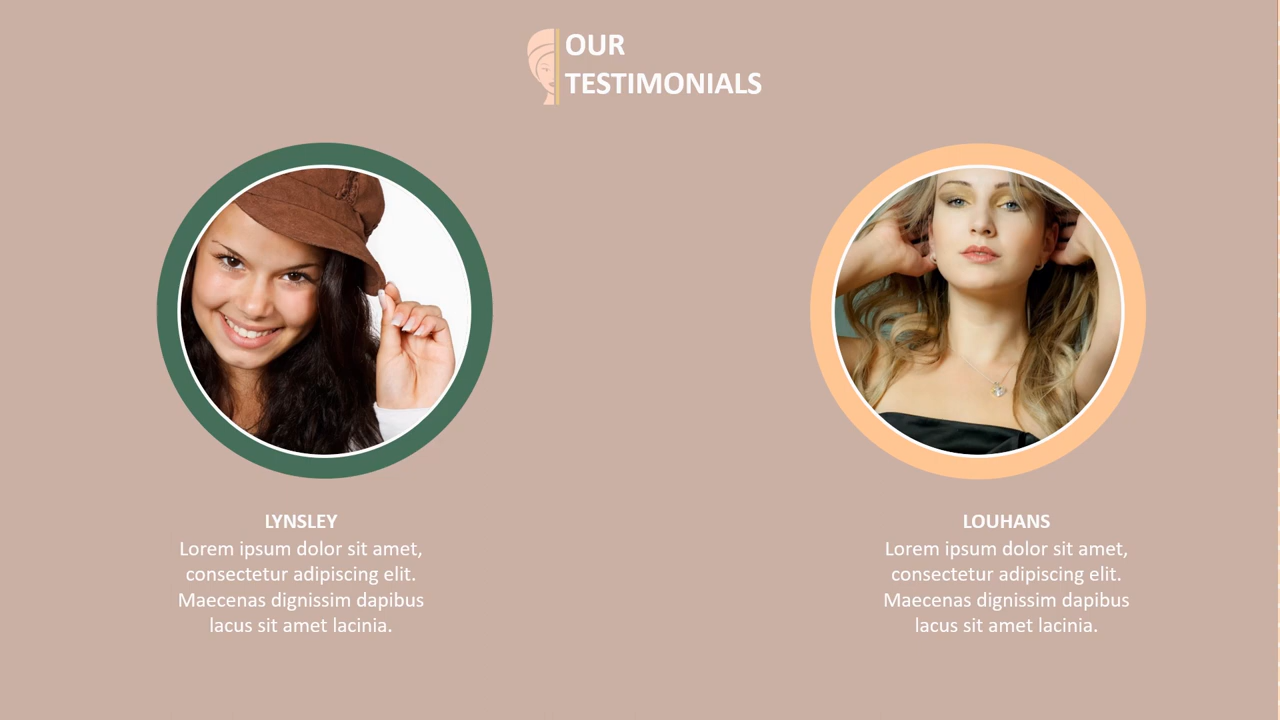 OUR
TESTIMONIALS
LYNSLEY
Lorem ipsum dolor sit amet,
consectetur adipiscing elit.
Maecenas dignissim dapibus
lacus sit amet lacinia.
LOUHANS
Lorem ipsum dolor sit amet,
consectetur adipiscing elit.
Maecenas dignissim dapibus
lacus sit amet lacinia.